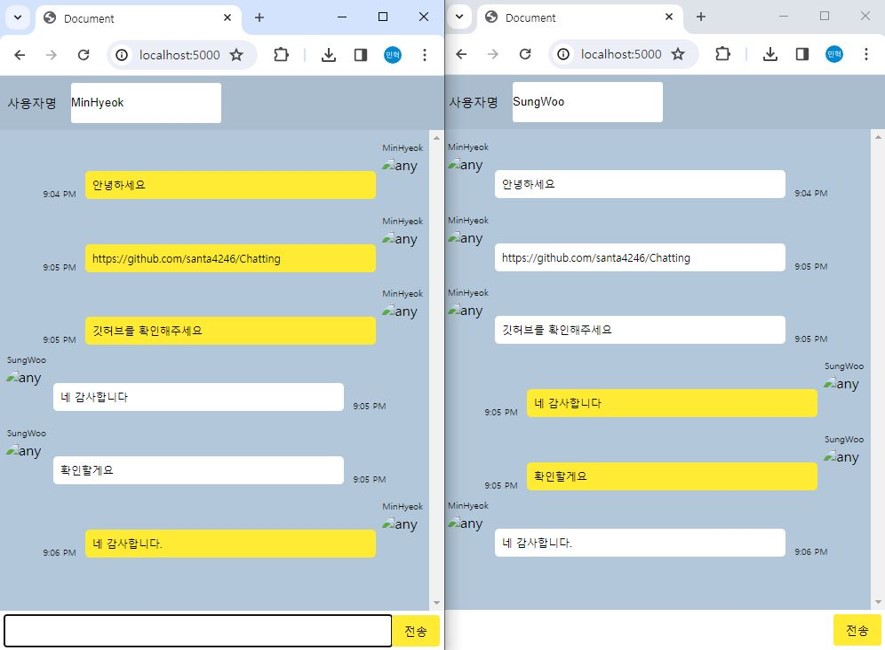 Document
localhost:5000
민혁
사용자명 MinHyeok
MinHyeok
any
안녕하세요
9:04 PM
MinHyeok
any
https://github.com/santa4246/Chatting
9:05 PM
MinHyeok
any
깃허브를 확인해주세요
9:05 PM
SungWoo
any
네 감사합니다
9:05 PM
SungWoo
any
확인할게요
9:05 PM
MinHyeok
any
네 감사합니다.
9:06 PM
전송
Document
localhost:5000
민혁
사용자명 SungWoo
MinHyeok
any
안녕하세요
9:04 PM
MinHyeok
any
https://github.com/santa4246/Chatting
9:05 PM
MinHyeok
any
깃허브를 확인해주세요
9:05 PM
SungWoo
any
네 감사합니다
9:05 PM
SungWoo
any
확인할게요
9:05 PM
MinHyeok
any
네 감사합니다.
9:06 PM
전송